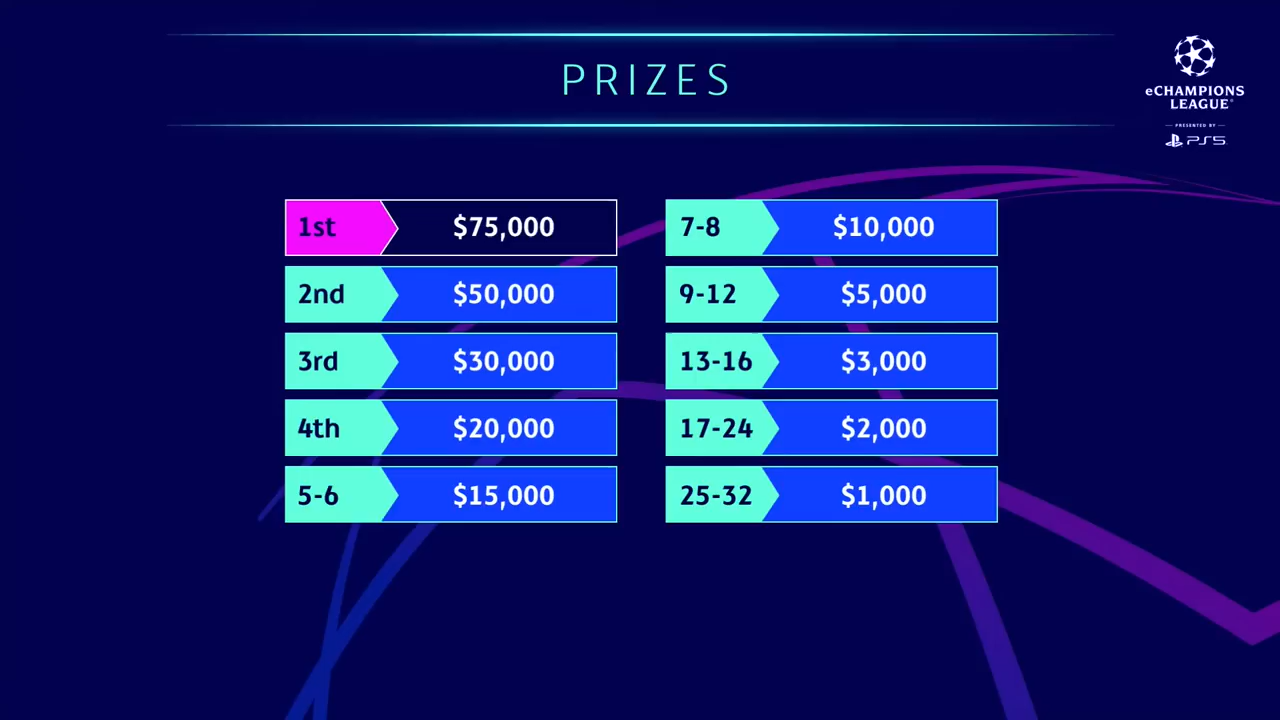 PRIZES
eCHAMPIONS
LEAGUE
PRESENTED BY
PS5
1st $75,000
2nd $50,000
3rd $30,000
4th $20,000
5-6 $15,000
7-8 $10,000
9-12 $5,000
13-16 $3,000
17-24 $2,000
25-32 $1,000